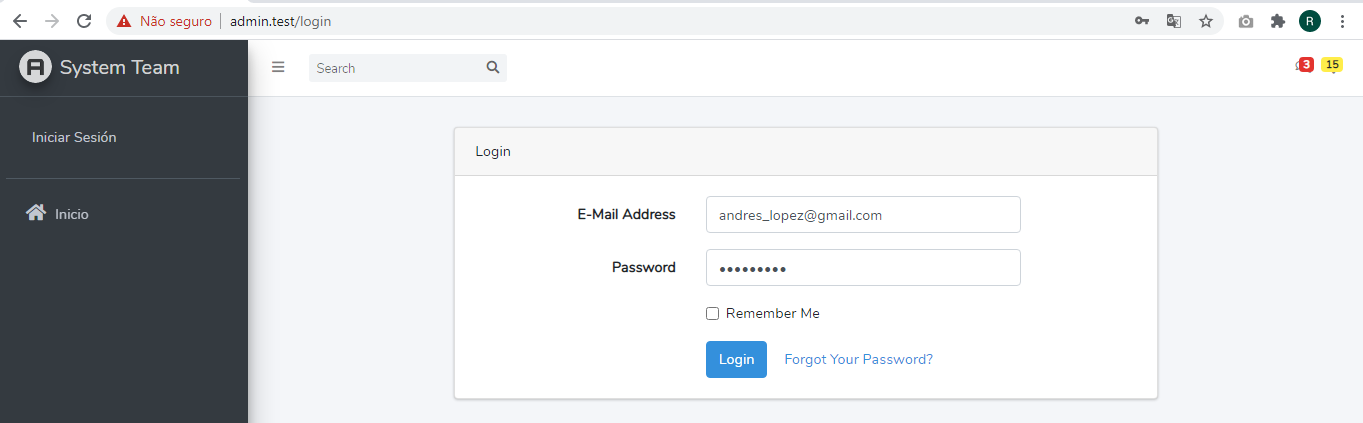 Não seguro admin.test/login
R
System Team
Search
3 15
Iniciar Sesión
Inicio
Login
E-Mail Address andres_lopez@gmail.com
Password •••••••••
Remember Me
Login Forgot Your Password?